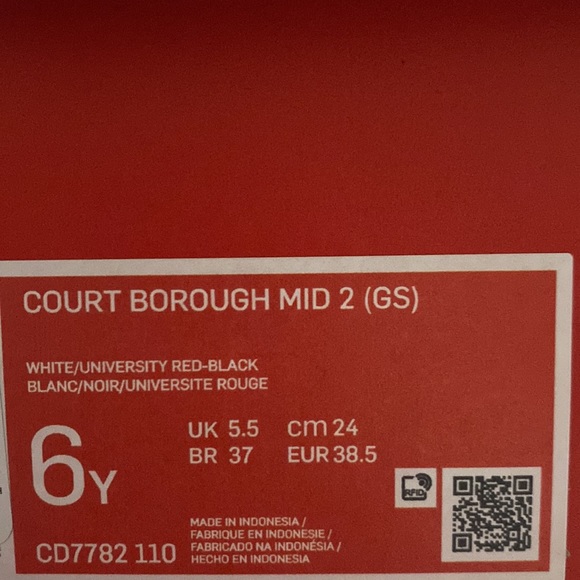 COURT BOROUGH MID 2 (GS)
WHITE/UNIVERSITY RED-BLACK
BLANC/NOIR/UNIVERSITE ROUGE
6Y
UK 5.5 cm 24
BR 37 EUR 38.5
RFID
MADE IN INDONESIA /
FABRIQUE EN INDONESIE /
FABRICADO NA INDONÉSIA /
HECHO EN INDONESIA
CD7782 110